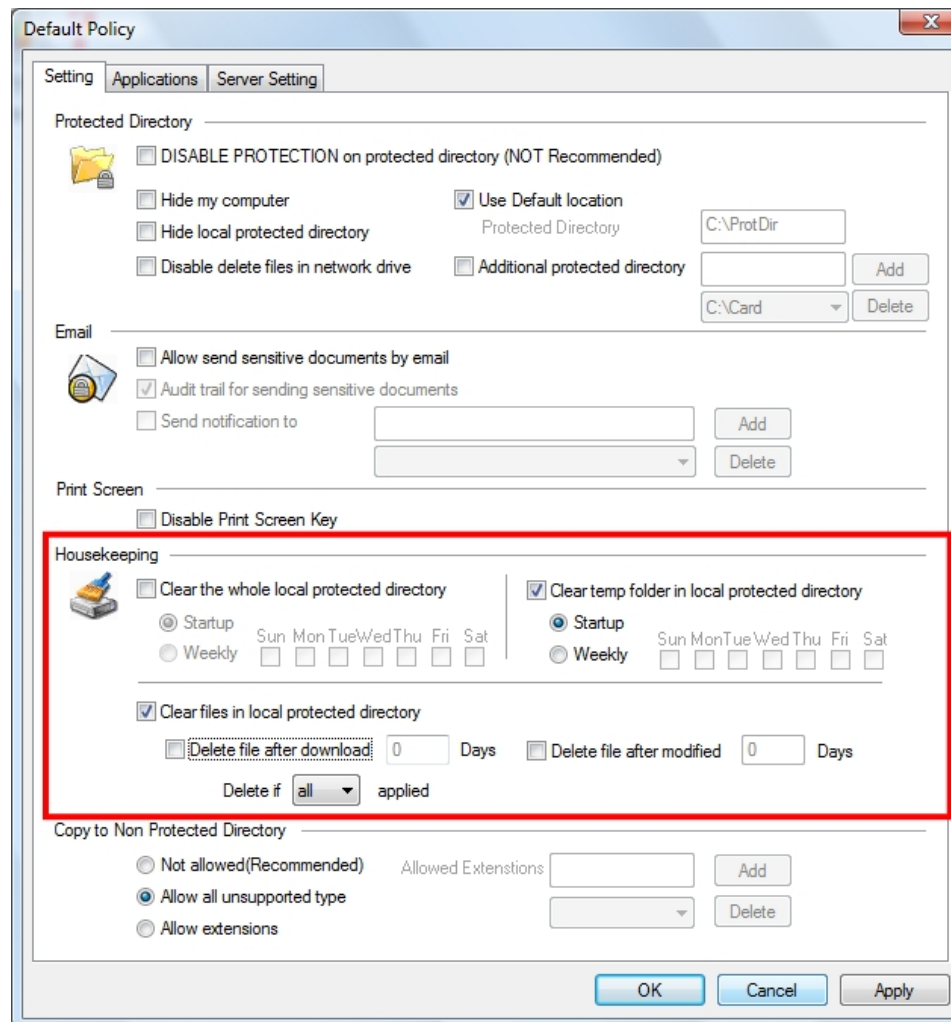 Default Policy
Setting Applications Server Setting
Protected Directory
DISABLE PROTECTION on protected directory (NOT Recommended)
Hide my computer Use Default location
Hide local protected directory Protected Directory C:\ProtDir
Disable delete files in network drive Additional protected directory Add
C:\Card Delete
Email
Allow send sensitive documents by email
Audit trail for sending sensitive documents
Send notification to Add
Delete
Print Screen
Disable Print Screen Key
Housekeeping
Clear the whole local protected directory Clear temp folder in local protected directory
Startup Startup
Sun Mon Tue Wed Thu Fri Sat Sun Mon Tue Wed Thu Fri Sat
Weekly Weekly
Clear files in local protected directory
Delete file after download 0 Days Delete file after modified 0 Days
Delete if all applied
Copy to Non Protected Directory
Not allowed(Recommended) Allowed Extenstions Add
Allow all unsupported type Delete
Allow extensions
OK Cancel Apply